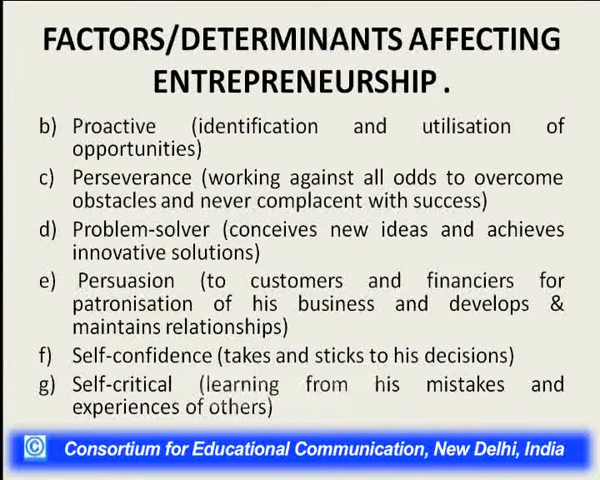 FACTORS/DETERMINANTS AFFECTING
ENTREPRENEURSHIP .
b) Proactive (identification and utilisation of
opportunities)
c) Perseverance (working against all odds to overcome
obstacles and never complacent with success)
d) Problem-solver (conceives new ideas and achieves
innovative solutions)
e) Persuasion (to customers and financiers for
patronisation of his business and develops &
maintains relationships)
f) Self-confidence (takes and sticks to his decisions)
g) Self-critical (learning from his mistakes and
experiences of others)
© Consortium for Educational Communication, New Delhi, India